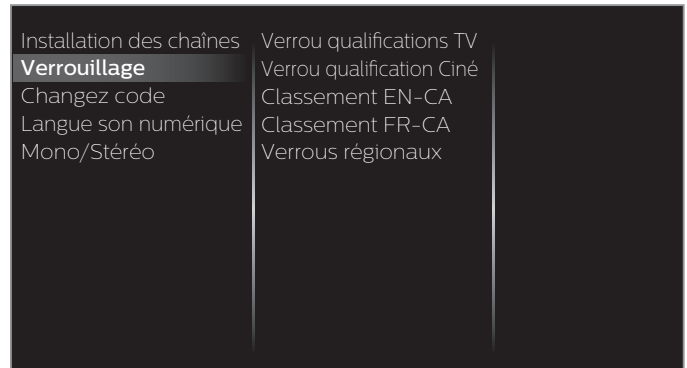 Installation des chaînes
Verrouillage
Changez code
Langue son numérique
Mono/Stéréo
Verrou qualifications TV
Verrou qualification Ciné
Classement EN-CA
Classement FR-CA
Verrous régionaux